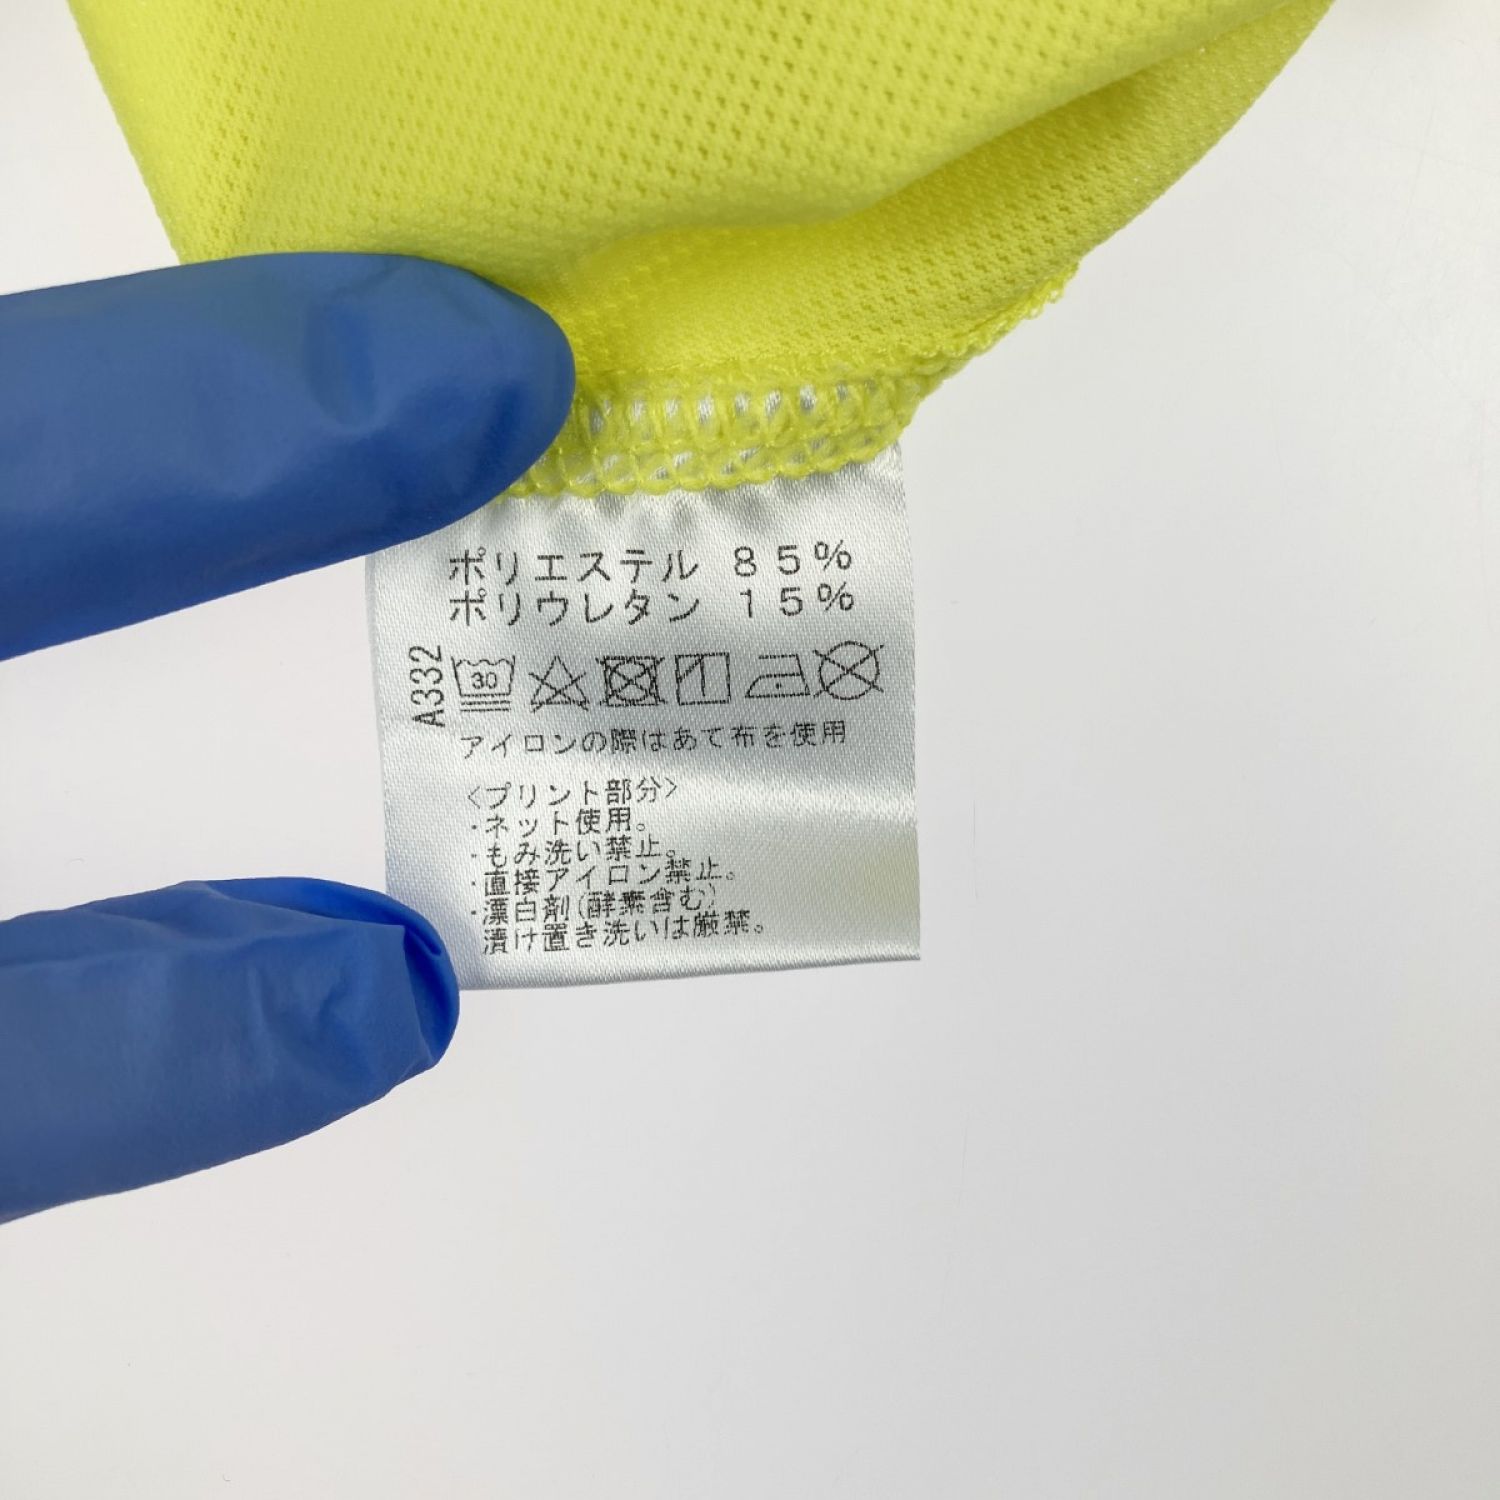 ポリエステル 85%
ポリウレタン 15%
A332
30
アイロンの際はあて布を使用
<プリント部分>
・ネット使用。
・もみ洗い禁止。
・直接アイロン禁止。
・漂白剤(酵素含む)
漬け置き洗いは厳禁。